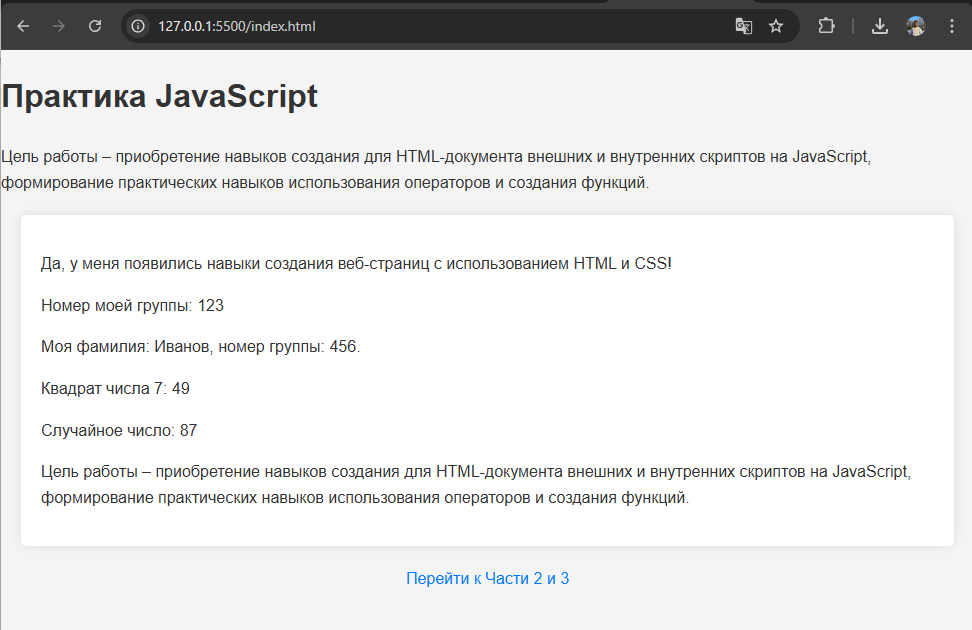 127.0.0.1:5500/index.html
Практика JavaScript
Цель работы – приобретение навыков создания для HTML-документа внешних и внутренних скриптов на JavaScript,
формирование практических навыков использования операторов и создания функций.
Да, у меня появились навыки создания веб-страниц с использованием HTML и CSS!
Номер моей группы: 123
Моя фамилия: Иванов, номер группы: 456.
Квадрат числа 7: 49
Случайное число: 87
Цель работы – приобретение навыков создания для HTML-документа внешних и внутренних скриптов на JavaScript,
формирование практических навыков использования операторов и создания функций.
Перейти к Части 2 и 3